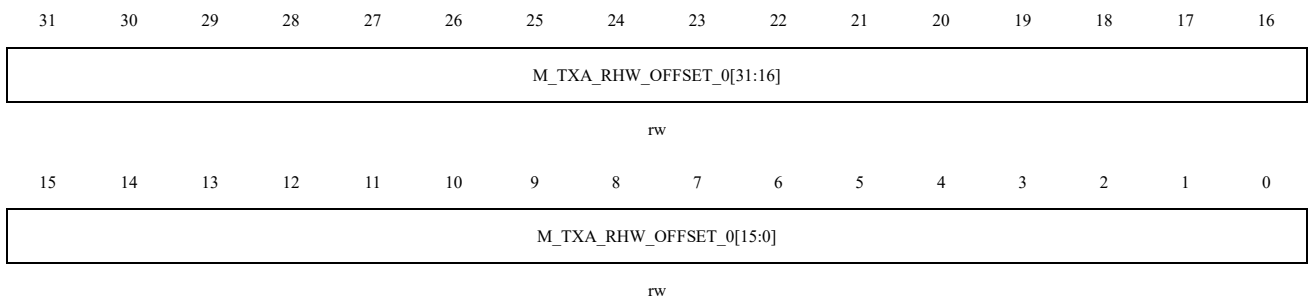 31 30 29 28 27 26 25 24 23 22 21 20 19 18 17 16
M_TXA_RHW_OFFSET_0[31:16]
rw
15 14 13 12 11 10 9 8 7 6 5 4 3 2 1 0
M_TXA_RHW_OFFSET_0[15:0]
rw